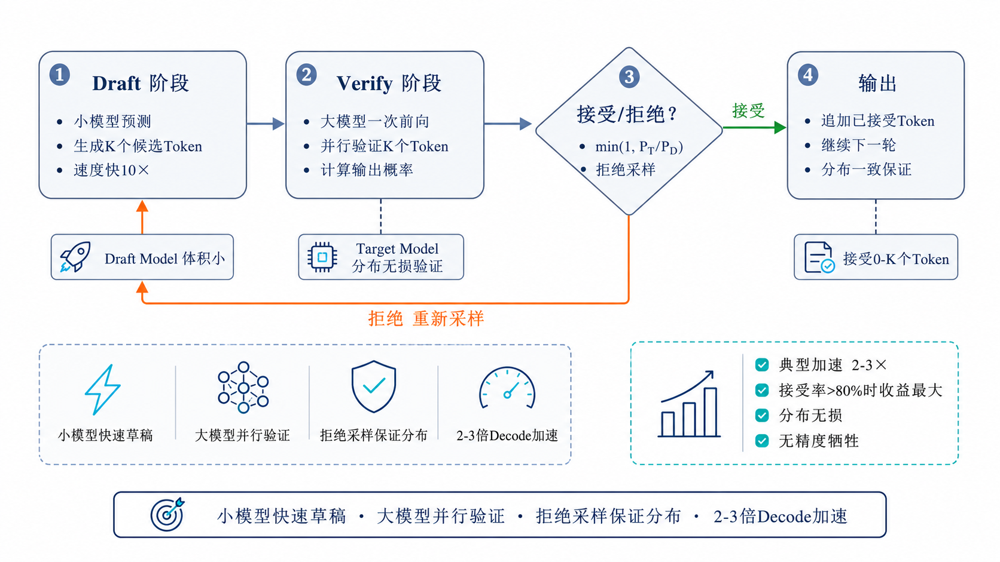 1
Draft 阶段
小模型预测
生成K个候选Token
速度快10×
2
Verify 阶段
大模型一次前向
并行验证K个Token
计算输出概率
3
接受/拒绝?
min(1, P_T/P_D)
拒绝采样
接受
4
输出
追加已接受Token
继续下一轮
分布一致保证
Draft Model 体积小
Target Model
分布无损验证
接受0-K个Token
拒绝 重新采样
小模型快速草稿
大模型并行验证
拒绝采样保证分布
2-3倍Decode加速
典型加速 2-3×
接受率>80%时收益最大
分布无损
无精度牺牲
小模型快速草稿 • 大模型并行验证 • 拒绝采样保证分布 • 2-3倍Decode加速